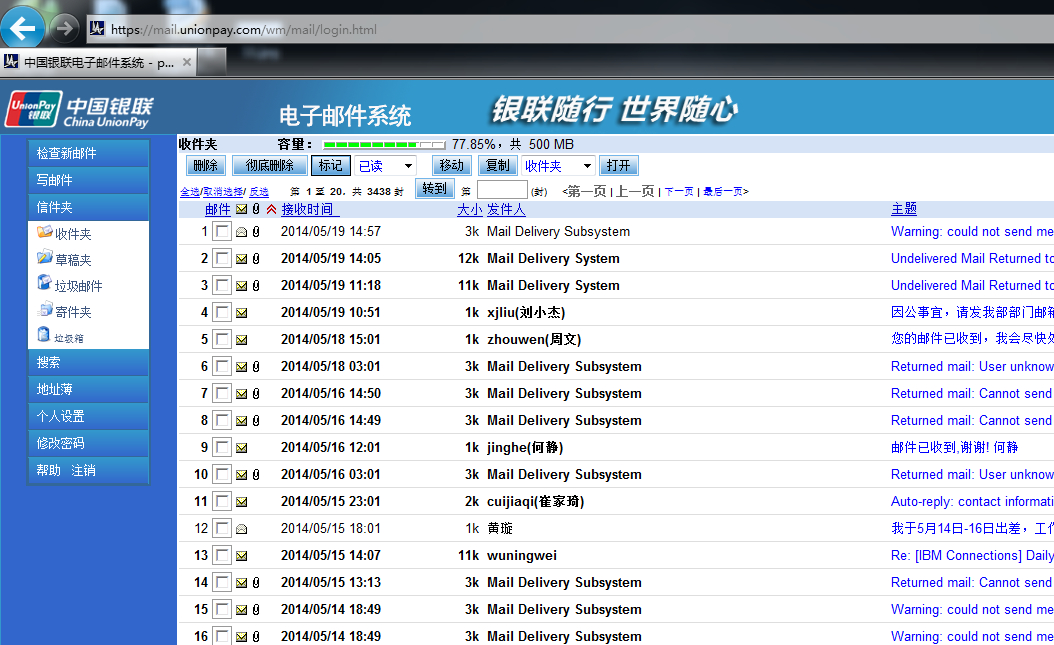 https://mail.unionpay.com/wm/mail/login.html
中国银联电子邮件系统 - p...
UnionPay 银联 中国银联 China UnionPay 电子邮件系统 银联随行 世界随心
检查新邮件
写邮件
信件夹
收件夹
草稿夹
垃圾邮件
寄件夹
垃圾箱
搜索
地址薄
个人设置
修改密码
帮助 注销
收件夹 容量： 77.85%，共 500 MB
删除 彻底删除 标记 已读 移动 复制 收件夹 打开
全选/取消选择/ 反选 第 1 至 20，共 3438 封 转到 第 (封) <第一页 | 上一页 | 下一页 | 最后一页>
邮件 接收时间 大小 发件人 主题
1 2014/05/19 14:57 3k Mail Delivery Subsystem Warning: could not send me
2 2014/05/19 14:05 12k Mail Delivery System Undelivered Mail Returned to
3 2014/05/19 11:18 11k Mail Delivery System Undelivered Mail Returned to
4 2014/05/19 10:51 1k xjliu(刘小杰) 因公事宜，请发我部部门邮箱
5 2014/05/18 15:01 1k zhouwen(周文) 您的邮件已收到，我会尽快处
6 2014/05/18 03:01 3k Mail Delivery Subsystem Returned mail: User unknow
7 2014/05/16 14:50 3k Mail Delivery Subsystem Returned mail: Cannot send
8 2014/05/16 14:49 3k Mail Delivery Subsystem Returned mail: Cannot send
9 2014/05/16 12:01 1k jinghe(何静) 邮件已收到,谢谢! 何静
10 2014/05/16 03:01 3k Mail Delivery Subsystem Returned mail: User unknow
11 2014/05/15 23:01 2k cuijiaqi(崔家琦) Auto-reply: contact informati
12 2014/05/15 18:01 1k 黄璇 我于5月14日-16日出差，工作
13 2014/05/15 14:07 11k wuningwei Re: [IBM Connections] Daily
14 2014/05/15 13:13 3k Mail Delivery Subsystem Returned mail: Cannot send
15 2014/05/14 18:49 3k Mail Delivery Subsystem Warning: could not send me
16 2014/05/14 18:49 3k Mail Delivery Subsystem Warning: could not send me